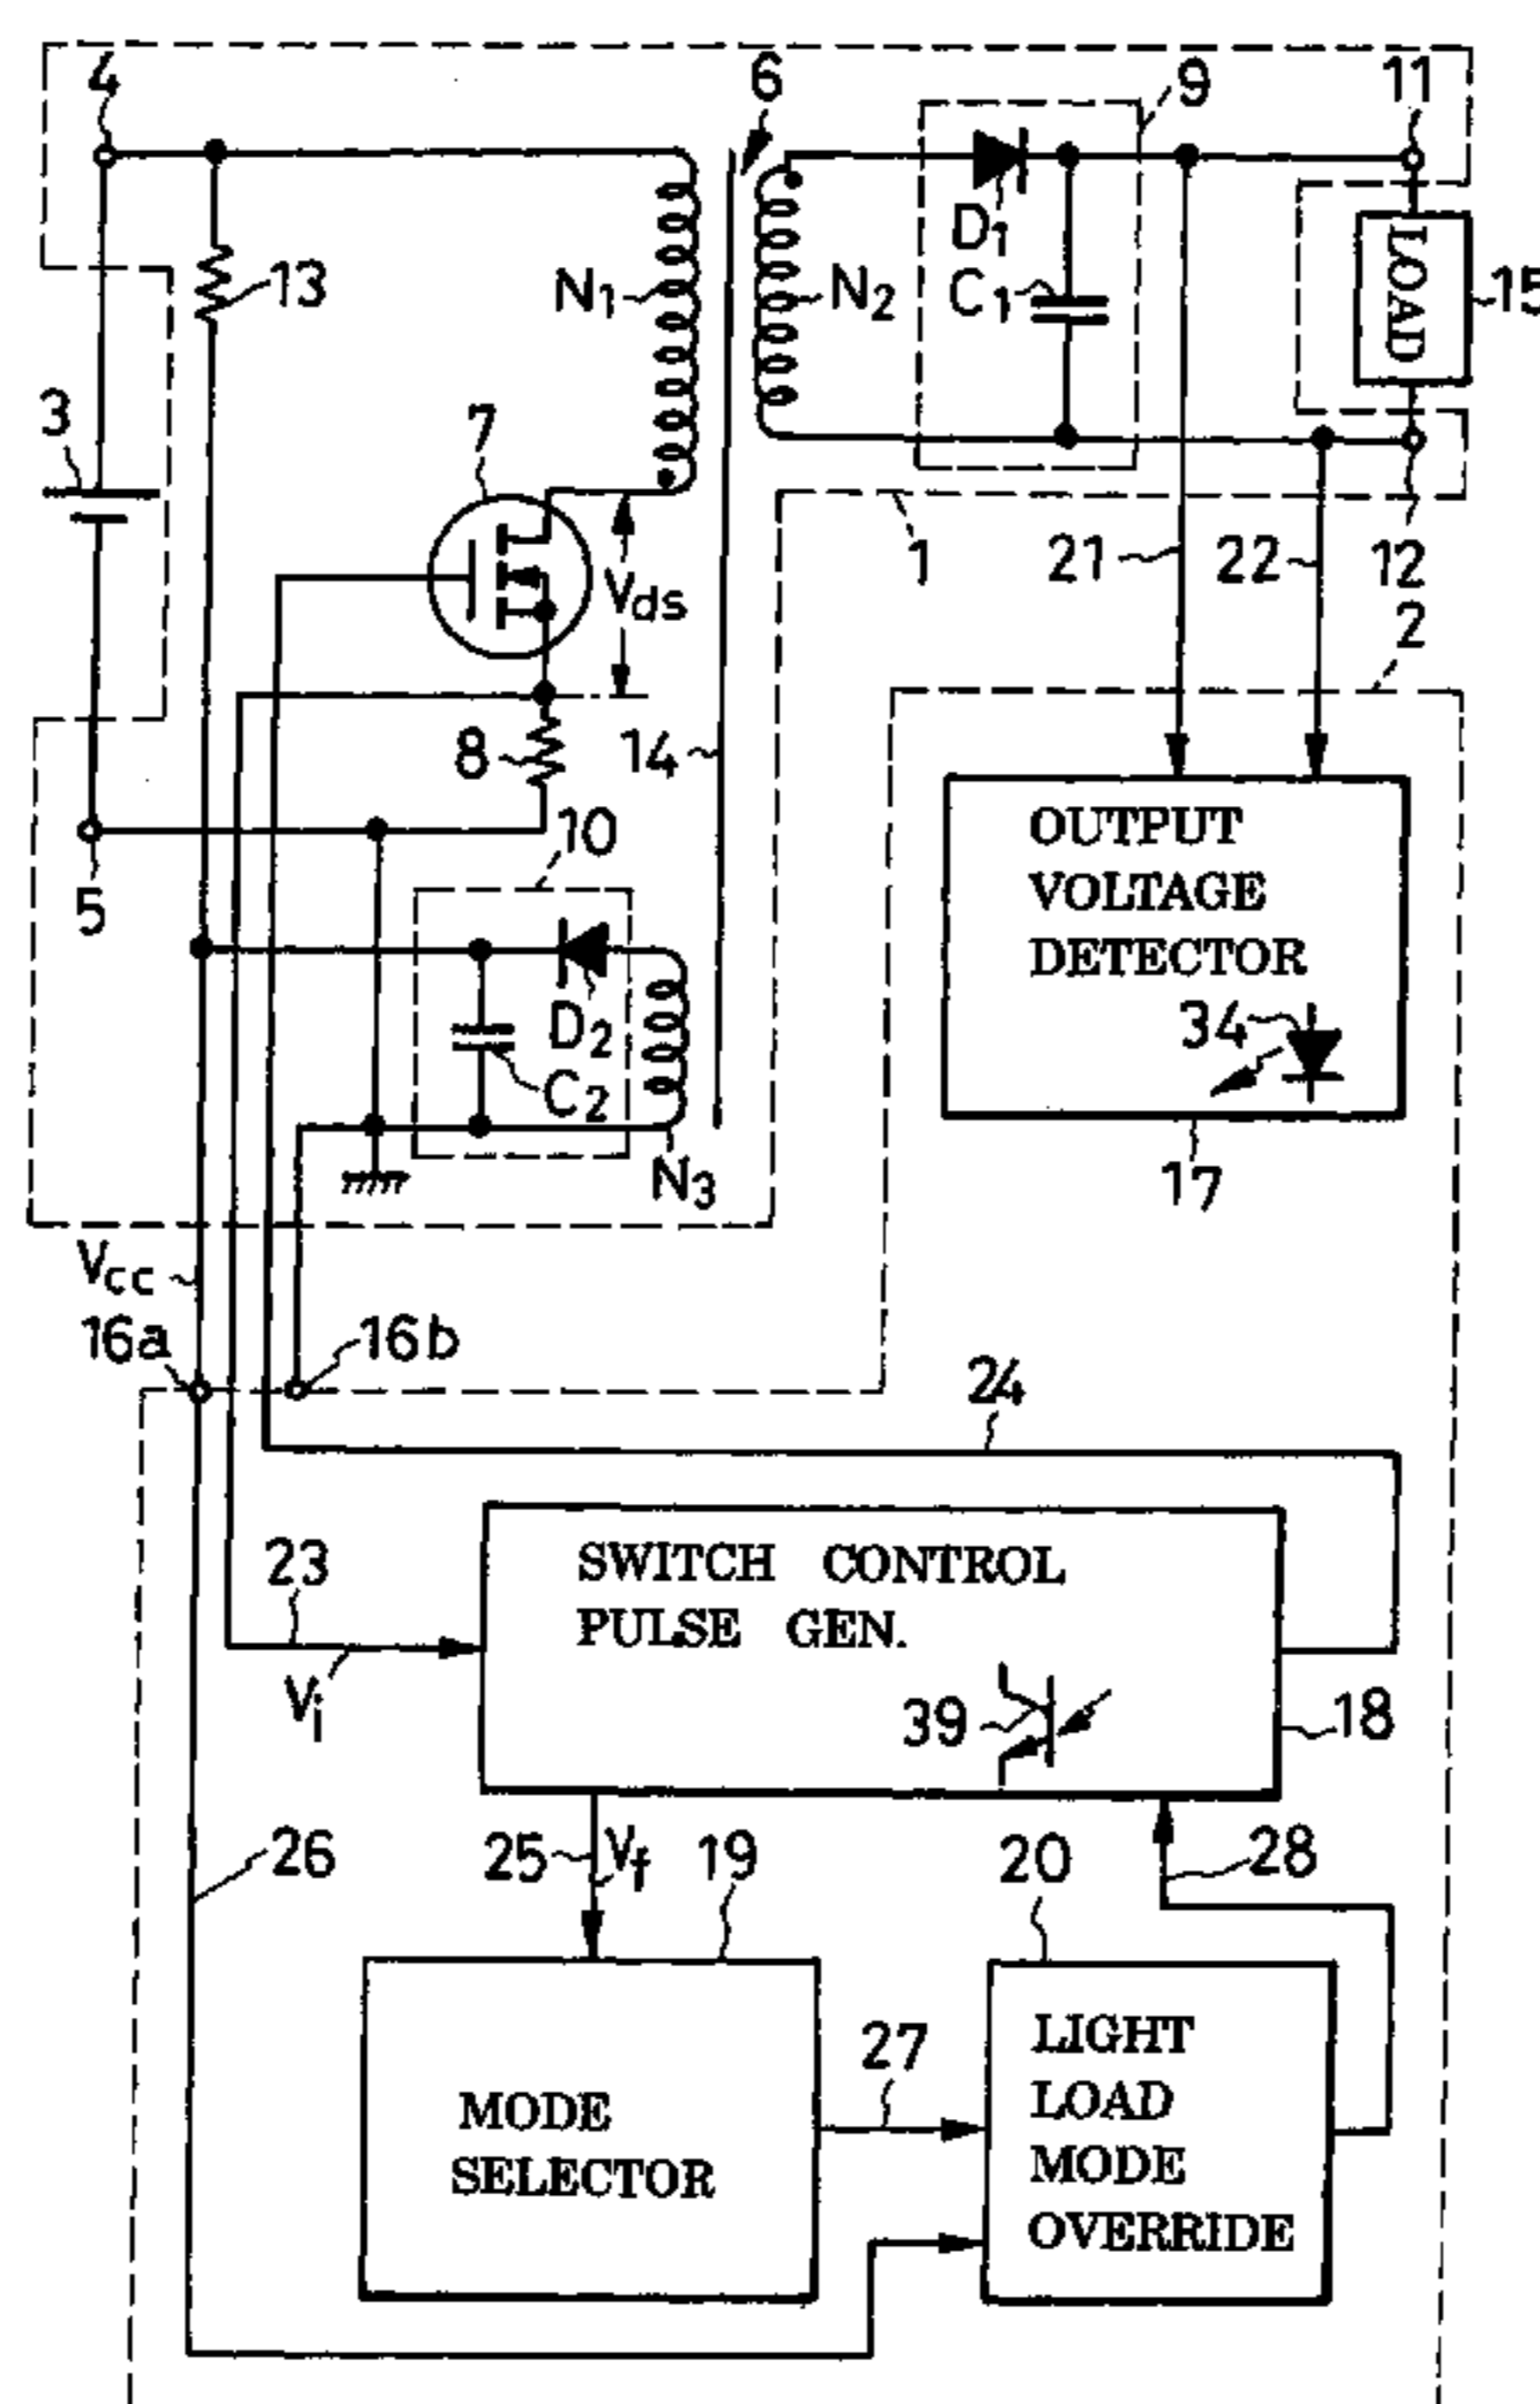 4
6
9
11
13
N1
N2
D1
C1
LOAD
15
3
7
Vds
1
21
22
12
2
8
14
10
5
OUTPUT
VOLTAGE
DETECTOR
34
D2
C2
N3
17
Vcc
16a
16b
24
23
Vi
SWITCH CONTROL
PULSE GEN.
39
18
26
25
Vf
19
20
28
27
MODE
SELECTOR
LIGHT
LOAD
MODE
OVERRIDE